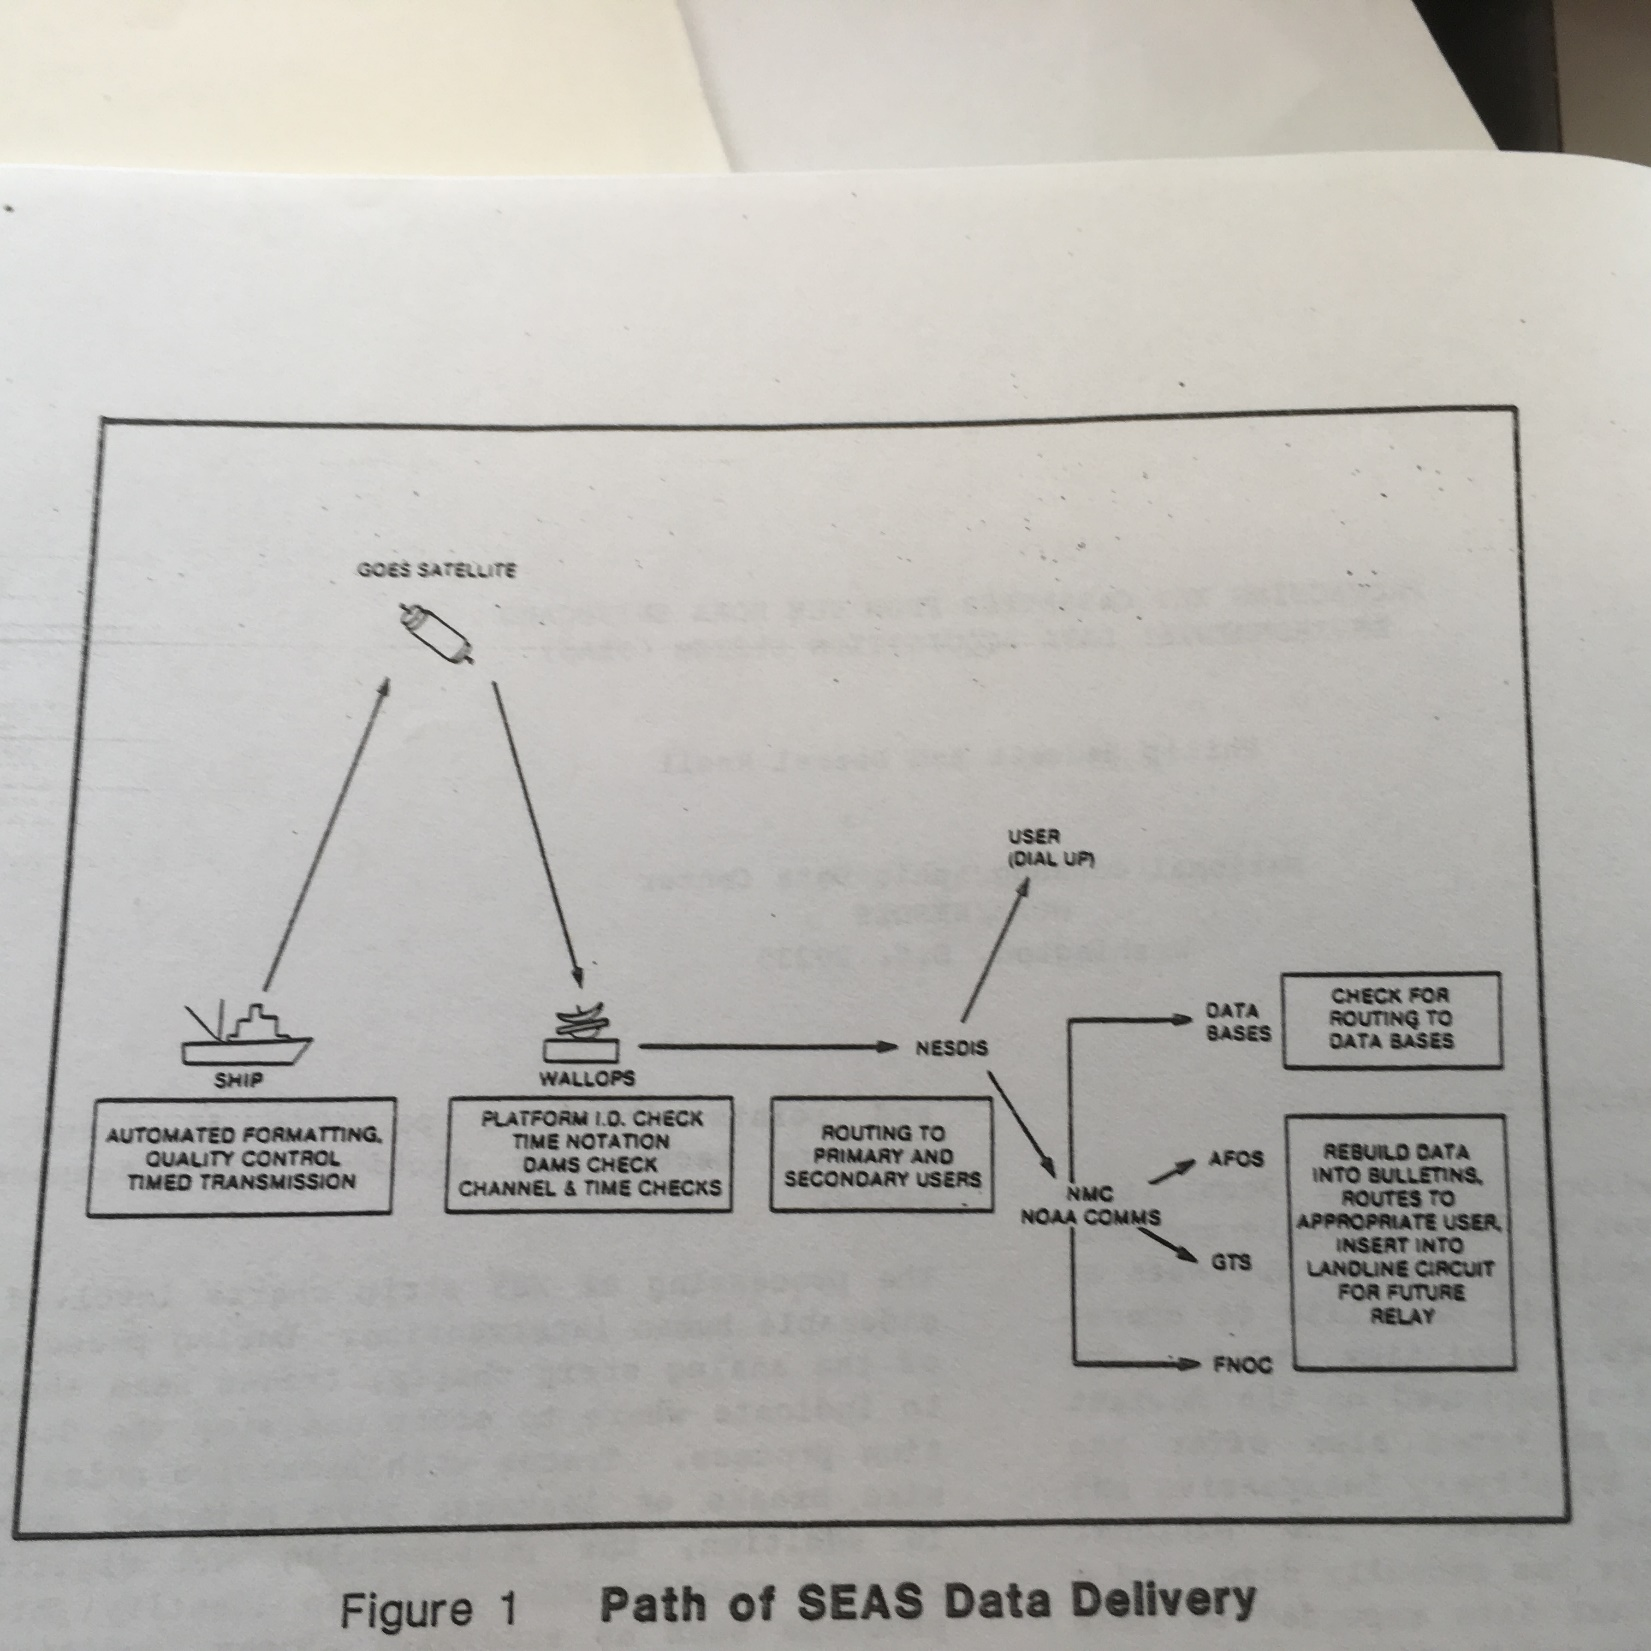 GOES SATELLITE
USER
(DIAL UP)
SHIP
WALLOPS
NESDIS
DATA
BASES
CHECK FOR
ROUTING TO
DATA BASES
AUTOMATED FORMATTING,
QUALITY CONTROL
TIMED TRANSMISSION
PLATFORM I.D. CHECK
TIME NOTATION
DAMS CHECK
CHANNEL & TIME CHECKS
ROUTING TO
PRIMARY AND
SECONDARY USERS
NMC
NOAA COMMS
AFOS
GTS
FNOC
REBUILD DATA
INTO BULLETINS,
ROUTES TO
APPROPRIATE USER,
INSERT INTO
LANDLINE CIRCUIT
FOR FUTURE
RELAY
Figure 1 Path of SEAS Data Delivery